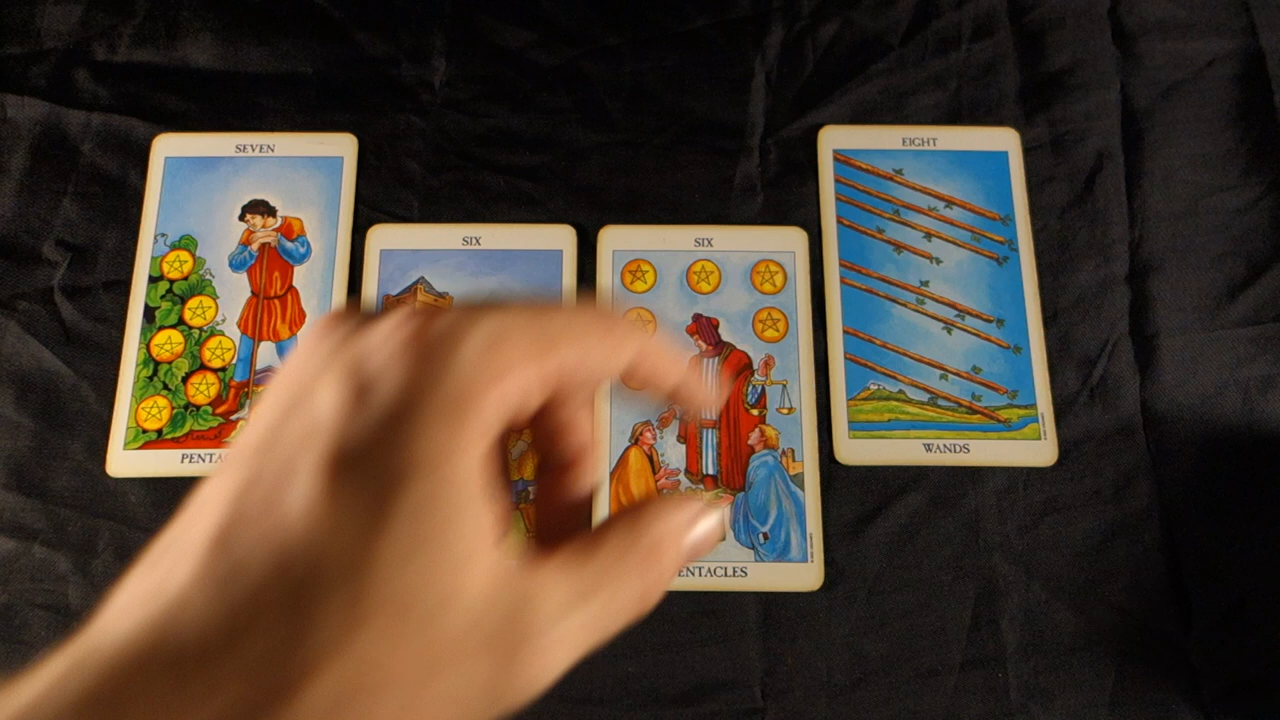 SEVEN
PENTA
SIX
SIX
ENTACLES
EIGHT
WANDS